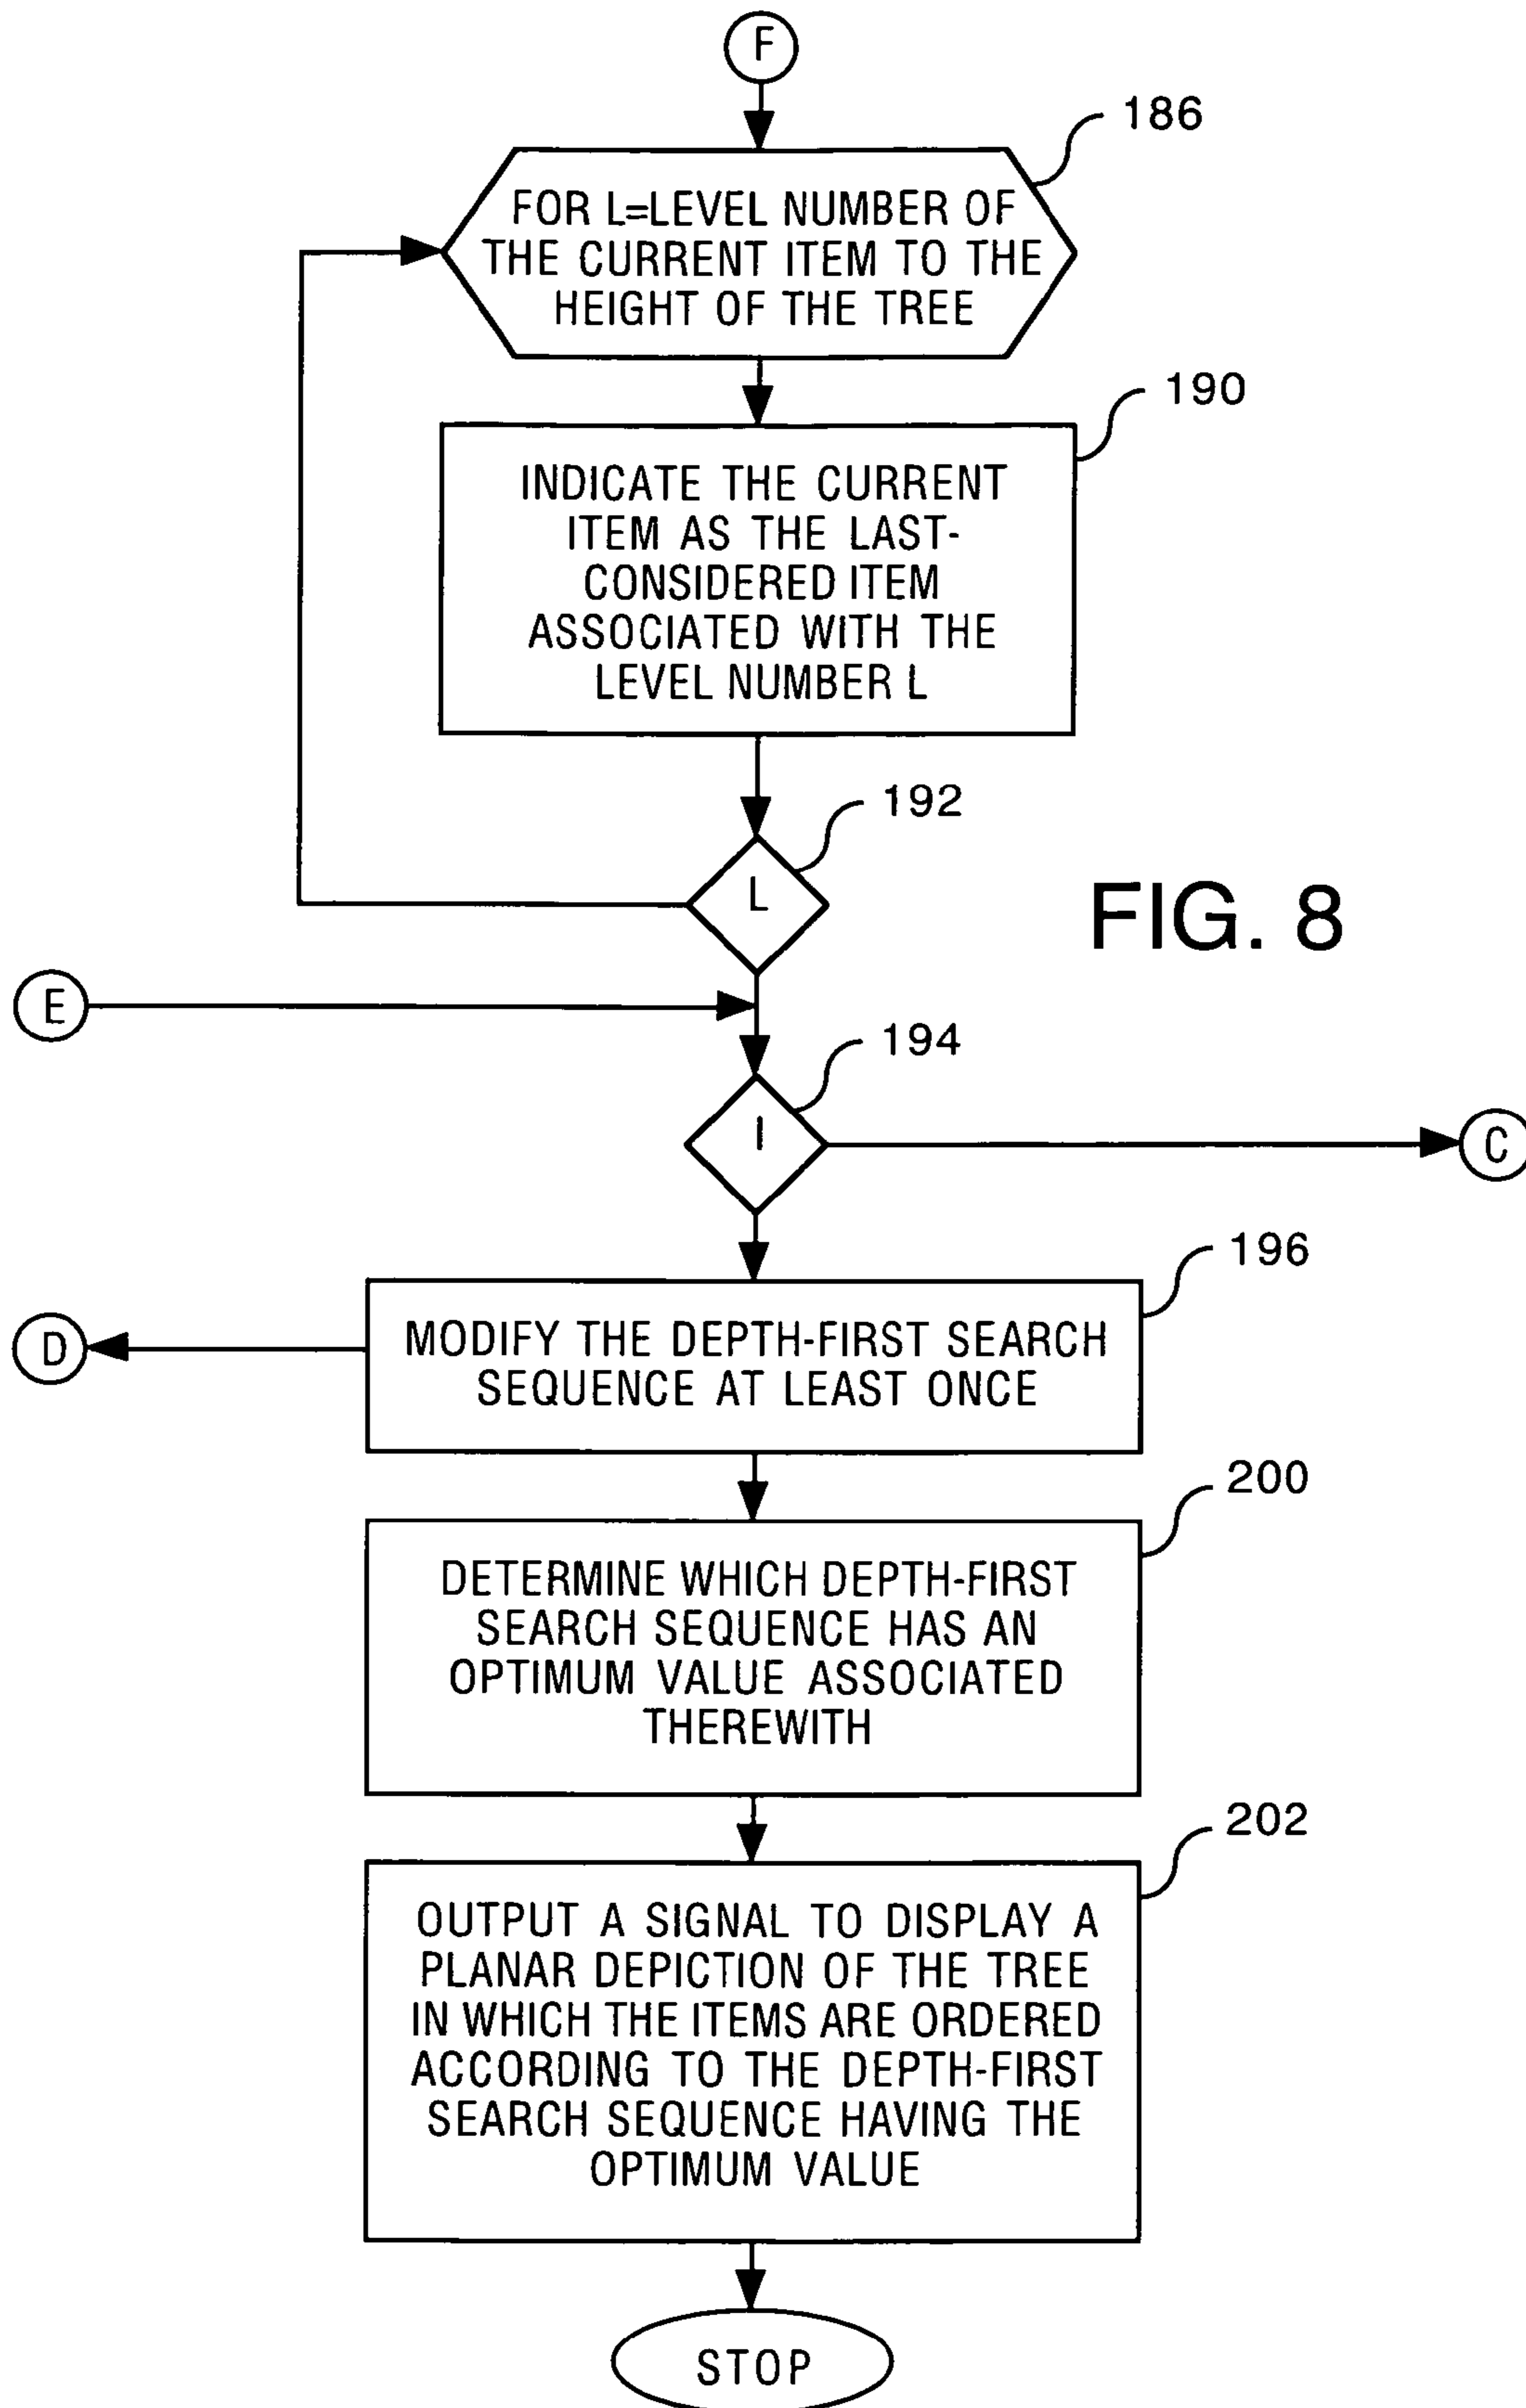 F
186
FOR L=LEVEL NUMBER OF
THE CURRENT ITEM TO THE
HEIGHT OF THE TREE
190
INDICATE THE CURRENT
ITEM AS THE LAST-
CONSIDERED ITEM
ASSOCIATED WITH THE
LEVEL NUMBER L
192
L
FIG. 8
E
194
I
C
196
D
MODIFY THE DEPTH-FIRST SEARCH
SEQUENCE AT LEAST ONCE
200
DETERMINE WHICH DEPTH-FIRST
SEARCH SEQUENCE HAS AN
OPTIMUM VALUE ASSOCIATED
THEREWITH
202
OUTPUT A SIGNAL TO DISPLAY A
PLANAR DEPICTION OF THE TREE
IN WHICH THE ITEMS ARE ORDERED
ACCORDING TO THE DEPTH-FIRST
SEARCH SEQUENCE HAVING THE
OPTIMUM VALUE
STOP